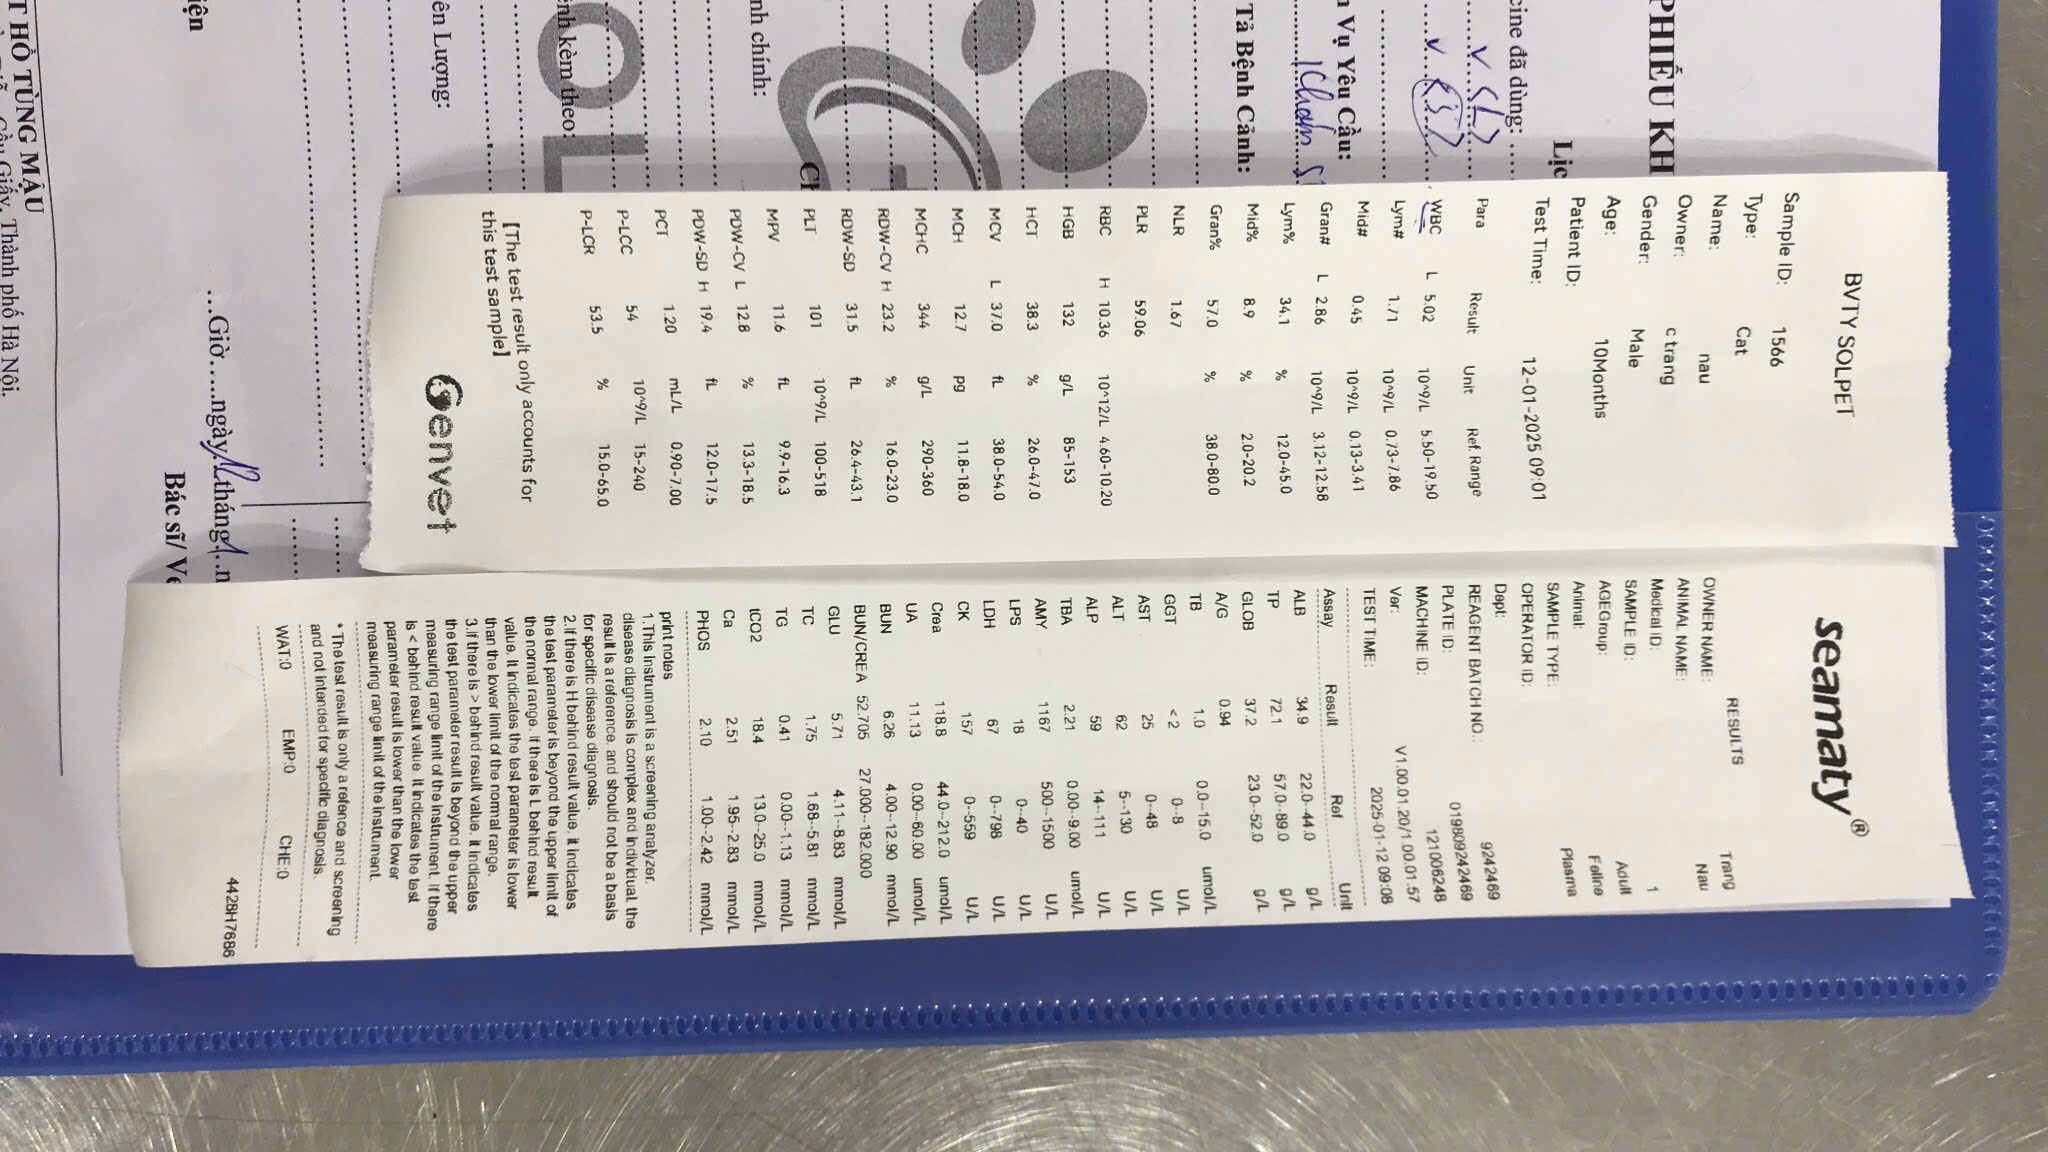 BVTY SOLPET
Sample ID: 1566
Type: Cat
Name: nau
Owner: c trang
Gender: Male
Age: 10Months
Patient ID:
Test Time: 12-01-2025 09:01
Para Result Unit Ref. Range
WBC L 5.02 10^9/L 5.50-19.50
Lym# 1.71 10^9/L 0.73-7.86
Mid# 0.45 10^9/L 0.13-3.41
Gran# L 2.86 10^9/L 3.12-12.58
Lym% 34.1 % 12.0-45.0
Mid% 8.9 % 2.0-20.2
Gran% 57.0 % 38.0-80.0
NLR 1.67
PLR 59.06
RBC H 10.36 10^12/L 4.60-10.20
HGB 132 g/L 85-153
HCT 38.3 % 26.0-47.0
MCV L 37.0 fL 38.0-54.0
MCH 12.7 pg 11.8-18.0
MCHC 344 g/L 290-360
RDW-CV H 23.2 % 16.0-23.0
RDW-SD 31.5 fL 26.4-43.1
PLT 101 10^9/L 100-518
MPV 11.6 fL 9.9-16.3
PDW-CV L 12.8 % 13.3-18.5
PDW-SD H 19.4 fL 12.0-17.5
PCT 1.20 mL/L 0.90-7.00
P-LCC 54 10^9/L 15-240
P-LCR 53.5 % 15.0-65.0
【The test result only accounts for
this test sample】
Genvet
seamaty®
RESULTS
OWNER NAME: Trang
ANIMAL NAME: Nau
Medical ID: 1
SAMPLE ID:
AGEGroup: Adult
Animal: Feline
SAMPLE TYPE: Plasma
OPERATOR ID:
Dept:
REAGENT BATCH NO.: 9242469
PLATE ID: 019809242469
MACHINE ID: 12106248
Ver: V1.00.01.20/1.00.01.57
TEST TIME: 2025-01-12 09:08
Assay Result Ref Unit
ALB 34.9 22.0--44.0 g/L
TP 72.1 57.0--89.0 g/L
GLOB 37.2 23.0--52.0 g/L
A/G 0.94
TB 1.0 0.0--15.0 umol/L
GGT <2 0--8 U/L
AST 25 0--48 U/L
ALT 62 5--130 U/L
ALP 59 14--111 U/L
TBA 2.21 0.00--9.00 umol/L
AMY 1167 500--1500 U/L
LPS 18 0--40 U/L
LDH 67 0--798 U/L
CK 157 0--559 U/L
Crea 118.8 44.0--212.0 umol/L
UA 11.13 0.00--60.00 umol/L
BUN 6.26 4.00--12.90 mmol/L
BUN/CREA 52.705 27.000--182.000
GLU 5.71 4.11--8.83 mmol/L
TC 1.75 1.68--5.81 mmol/L
TG 0.41 0.00--1.13 mmol/L
tCO2 18.4 13.0--25.0 mmol/L
Ca 2.51 1.95--2.83 mmol/L
PHOS 2.10 1.00--2.42 mmol/L
print notes
1.This instrument is a screening analyzer.
disease diagnosis is complex and individual, the
result is a reference, and should not be a basis
for specific disease diagnosis.
2.If there is H behind result value, it indicates
the test parameter is beyond the upper limit of
the normal range. If there is L behind result
value, it indicates the test parameter is lower
than the lower limit of the normal range.
3.If there is > behind result value, it indicates
the test parameter result is beyond the upper
measuring range limit of the instrument. If there
is < behind result value, it indicates the test
parameter result is lower than the lower
measuring range limit of the instrument.
* The test result is only a refence and screening
and not intended for specific diagnosis.
WAT:0 EMP:0 CHE:0
4428H7686
PHIẾU KH
Lịc
cine đã dùng:
Vụ Yêu Cầu:
Khám
Tả Bệnh Cảnh:
nh chính:
Ch
ình kèm theo:
OL
ên Lượng:
iện
Giờ......ngày 12 tháng 1
Bác sĩ/ Ve
T HỒ TÙNG MẬU
Cầu Giấy, Thành phố Hà Nội.